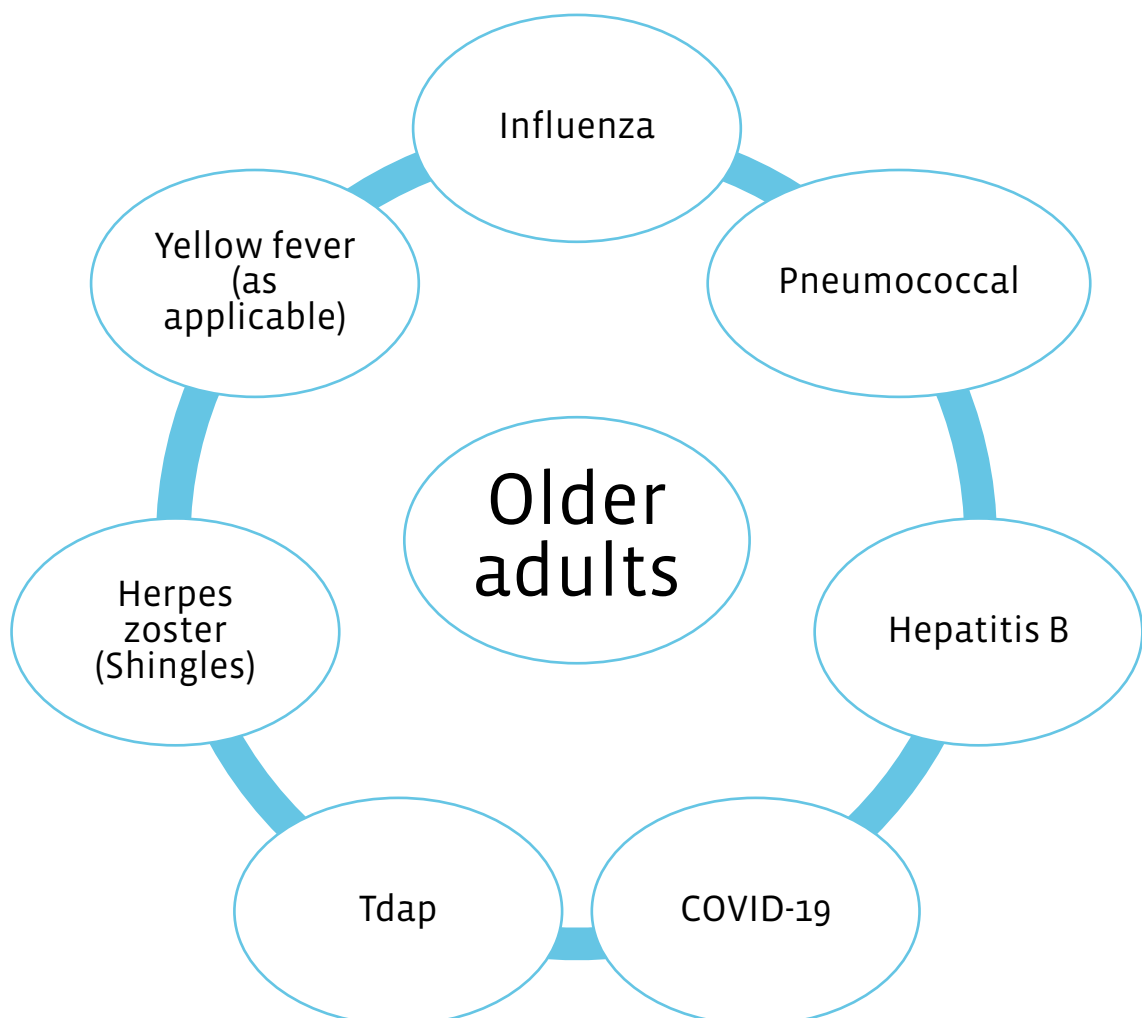 Influenza
Pneumococcal
Hepatitis B
COVID-19
Tdap
Herpes
zoster
(Shingles)
Yellow fever
(as
applicable)
Older
adults